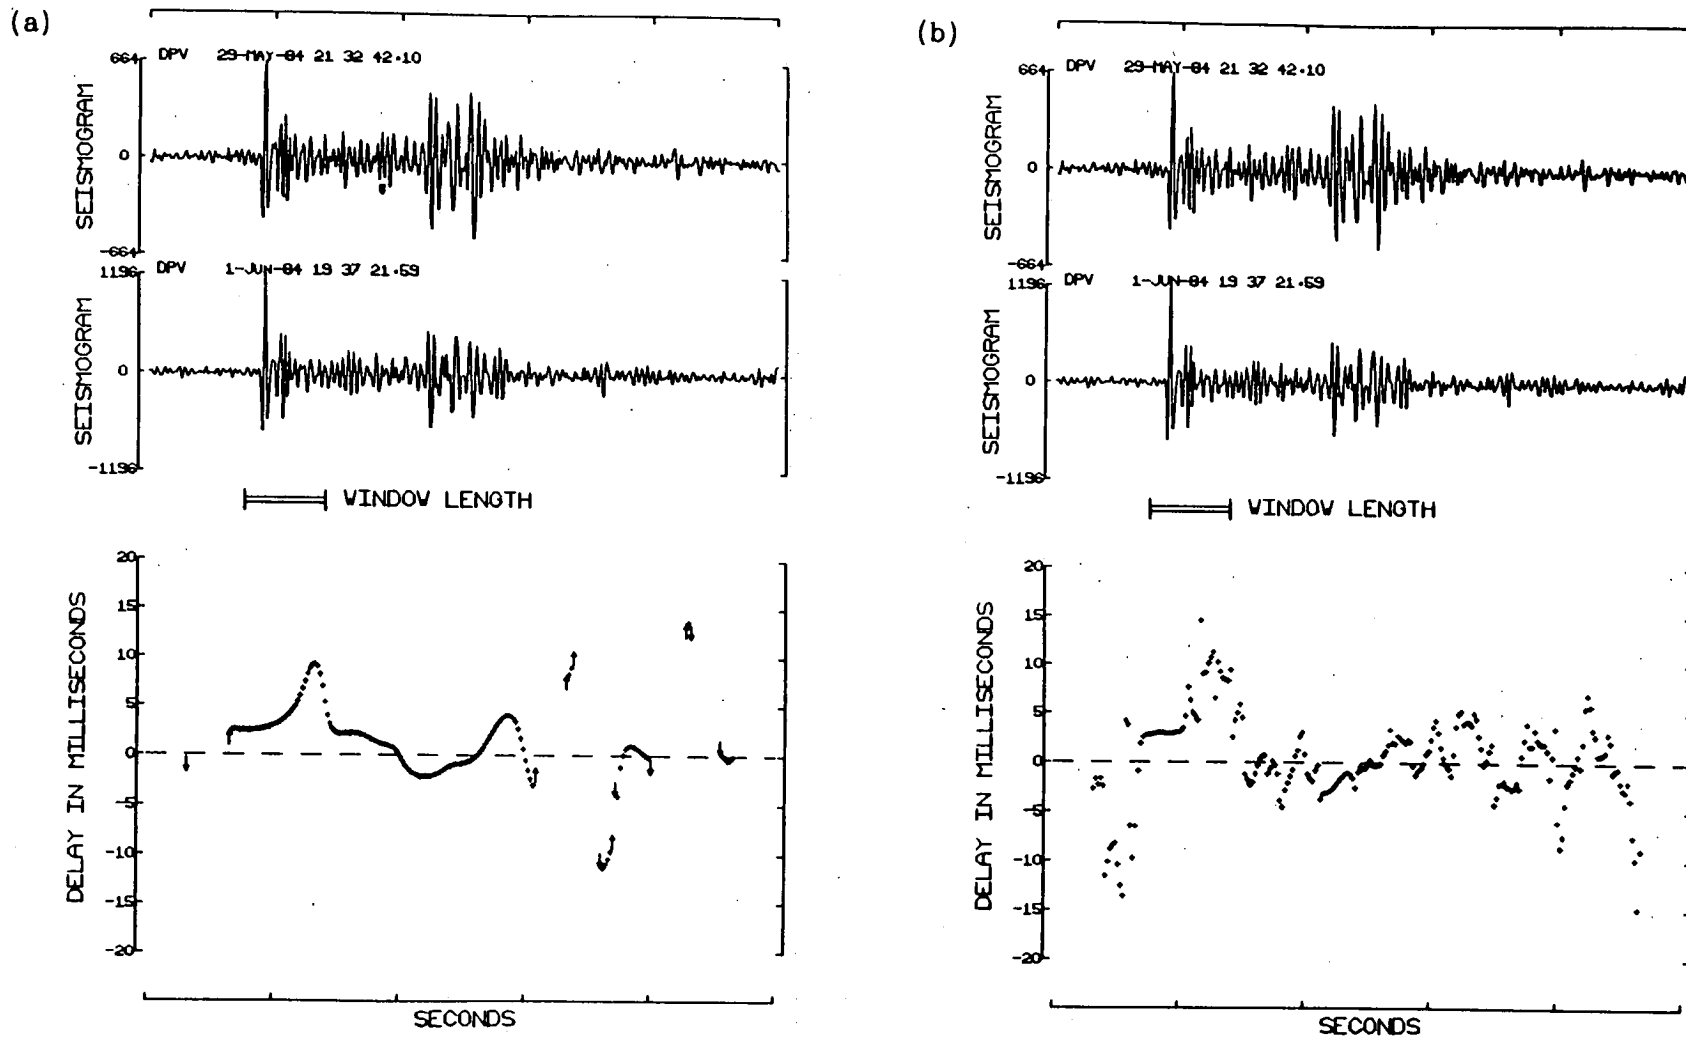 (a)
664 DPV 29-MAY-84 21 32 42.10
SEISMOGRAM
0
-664
1196 DPV 1-JUN-84 19 37 21.59
SEISMOGRAM
0
-1196
WINDOW LENGTH
20
15
10
5
0
-5
-10
-15
-20
DELAY IN MILLISECONDS
SECONDS
(b)
664 DPV 29-MAY-84 21 32 42.10
SEISMOGRAM
0
-664
1196 DPV 1-JUN-84 19 37 21.59
SEISMOGRAM
0
-1196
WINDOW LENGTH
20
15
10
5
0
-5
-10
-15
-20
DELAY IN MILLISECONDS
SECONDS